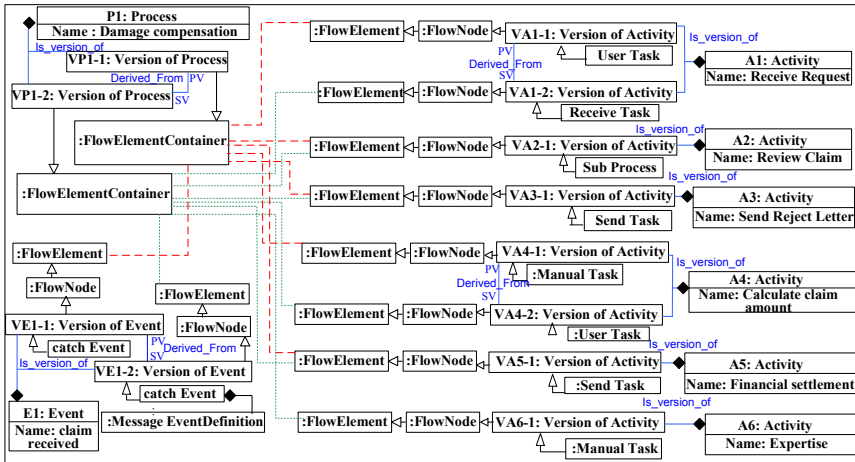 P1: Process
Name : Damage compensation
Is_version_of
VP1-1: Version of Process
Derived_From PV
VP1-2: Version of Process
SV
:FlowElementContainer
:FlowElementContainer
:FlowElement
:FlowNode
VE1-1: Version of Event
catch Event
:FlowElement
:FlowNode
PV
Derived_From
SV
Is_version_of
VE1-2: Version of Event
catch Event
:Message EventDefinition
E1: Event
Name: claim
received
:FlowElement
:FlowNode
VA1-1: Version of Activity
User Task
PV
Derived_From
SV
:FlowElement
:FlowNode
VA1-2: Version of Activity
Receive Task
Is_version_of
A1: Activity
Name: Receive Request
:FlowElement
:FlowNode
VA2-1: Version of Activity
Sub Process
Is_version_of
A2: Activity
Name: Review Claim
:FlowElement
:FlowNode
VA3-1: Version of Activity
Send Task
Is_version_of
A3: Activity
Name: Send Reject Letter
:FlowElement
:FlowNode
VA4-1: Version of Activity
:Manual Task
PV
Derived_From
SV
:FlowElement
:FlowNode
VA4-2: Version of Activity
:User Task
Is_version_of
A4: Activity
Name: Calculate claim
amount
:FlowElement
:FlowNode
VA5-1: Version of Activity
:Send Task
Is_version_of
A5: Activity
Name: Financial settlement
:FlowElement
:FlowNode
VA6-1: Version of Activity
:Manual Task
Is_version_of
A6: Activity
Name: Expertise